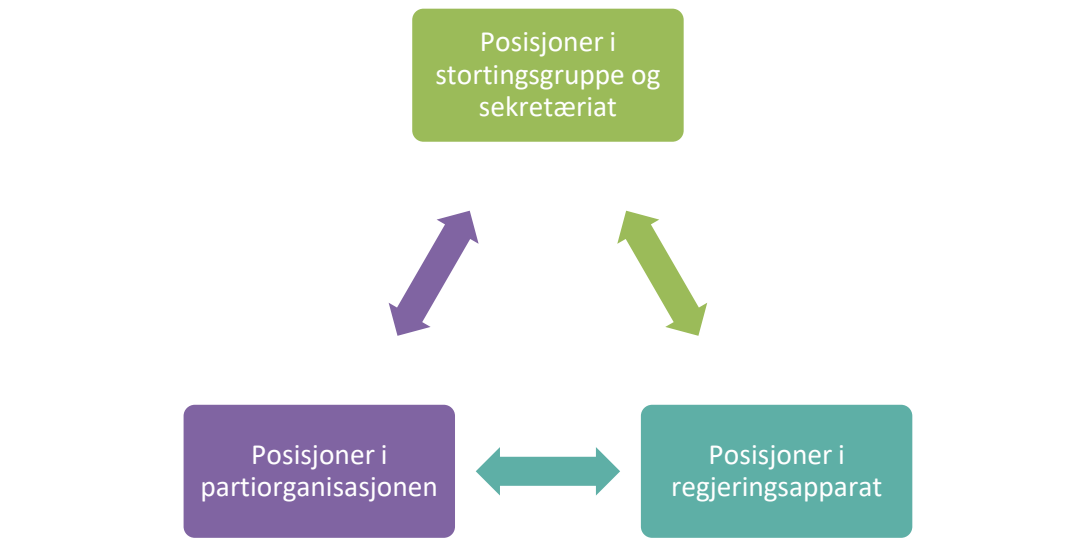 Posisjoner i
stortingsgruppe og
sekretæriat
Posisjoner i
partiorganisasjonen
Posisjoner i
regjeringsapparat